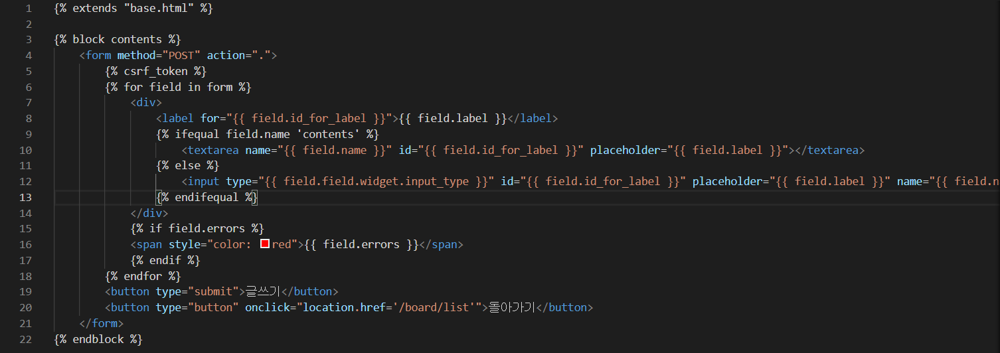 1 {% extends "base.html" %}
2
3 {% block contents %}
4 <form method="POST" action=".">
5 {% csrf_token %}
6 {% for field in form %}
7 <div>
8 <label for="{{ field.id_for_label }}">{{ field.label }}</label>
9 {% ifequal field.name 'contents' %}
10 <textarea name="{{ field.name }}" id="{{ field.id_for_label }}" placeholder="{{ field.label }}"></textarea>
11 {% else %}
12 <input type="{{ field.field.widget.input_type }}" id="{{ field.id_for_label }}" placeholder="{{ field.label }}" name="{{ field.n
13 {% endifequal %}
14 </div>
15 {% if field.errors %}
16 <span style="color: red">{{ field.errors }}</span>
17 {% endif %}
18 {% endfor %}
19 <button type="submit">글쓰기</button>
20 <button type="button" onclick="location.href='/board/list'">돌아가기</button>
21 </form>
22 {% endblock %}